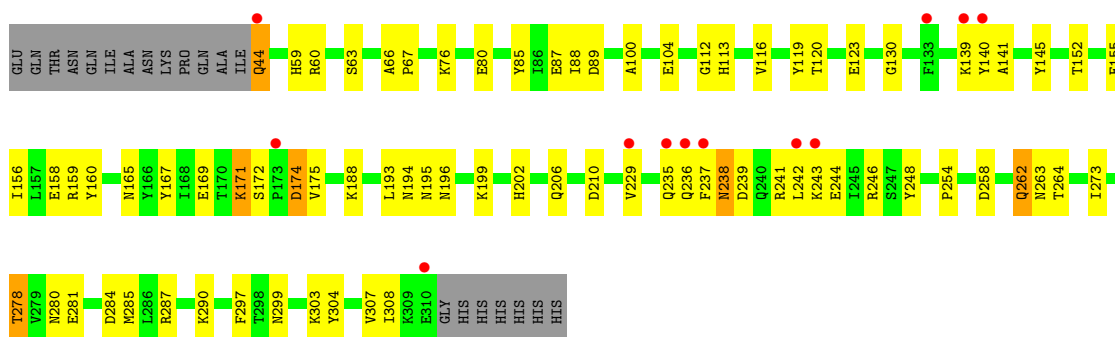 GLU GLN THR ASN GLN ILE ALA ASN LYS PRO GLN ALA ILE Q44 H59 R60 S63 A66 P67 K76 E80 Y85 I86 E87 I88 D89 A100 E104 G112 H113 V116 Y119 T120 E123 G130 F133 K139 Y140 A141 Y145 T152
I156 L157 E158 R159 Y160 N165 Y166 Y167 I168 E169 T170 K171 S172 P173 D174 V175 K188 L193 N194 N195 N196 K199 H202 Q206 D210 V229 Q235 Q236 F237 N238 D239 Q240 R241 L242 K243 E244 I245 R246 S247 Y248 P254 D258 Q262 N263 T264 I273
T278 V279 N280 E281 D284 M285 L286 R287 K290 F297 T298 N299 K303 Y304 V307 I308 K309 E310 GLY HIS HIS HIS HIS HIS HIS